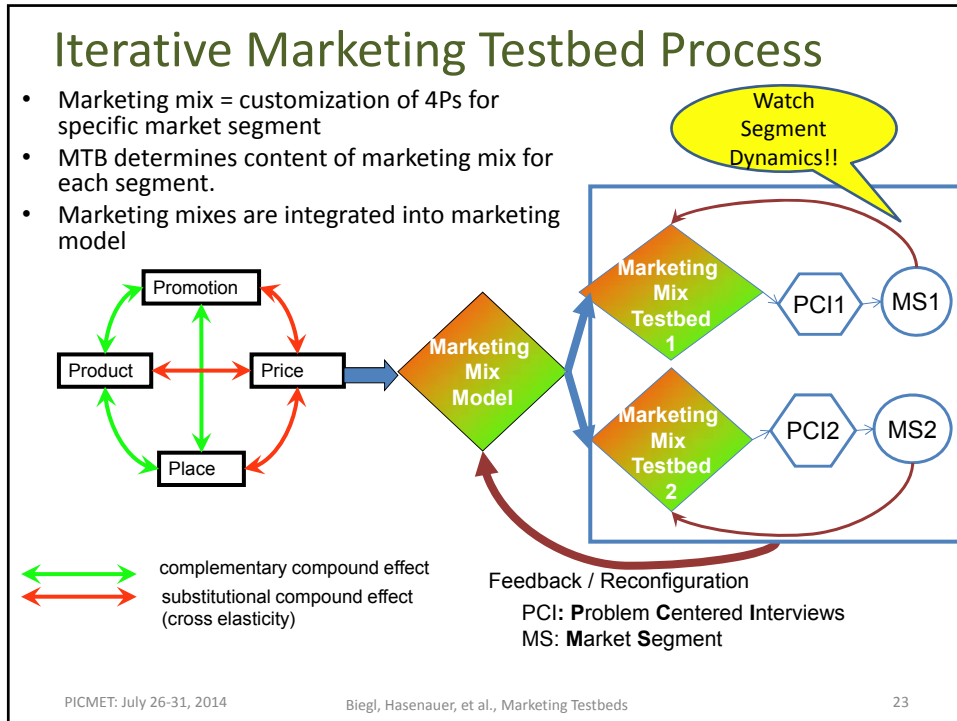 Iterative Marketing Testbed Process
• Marketing mix = customization of 4Ps for
specific market segment
• MTB determines content of marketing mix for
each segment.
• Marketing mixes are integrated into marketing
model
Watch
Segment
Dynamics!!
Promotion
Product
Price
Place
Marketing
Mix
Model
Marketing
Mix
Testbed
1
PCI1
MS1
Marketing
Mix
Testbed
2
PCI2
MS2
complementary compound effect
substitutional compound effect
(cross elasticity)
Feedback / Reconfiguration
PCI: Problem Centered Interviews
MS: Market Segment
PICMET: July 26-31, 2014
Biegl, Hasenauer, et al., Marketing Testbeds
23